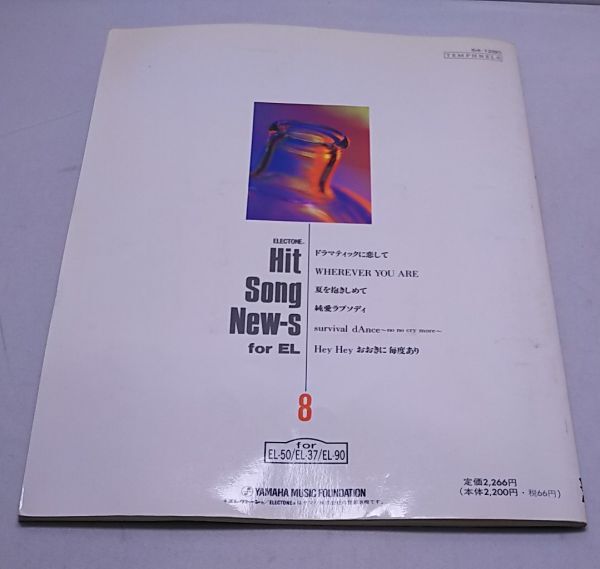 TEMPHNELS
ELECTONE™
Hit
Song
New-s
for EL
8
ドラマティックに恋して
WHEREVER YOU ARE
夏を抱きしめて
純愛ラプソディ
survival dAnce~no no cry more~
Hey Hey おおきに毎度あり
for
EL-50/EL-37/EL-90
YAMAHA MUSIC FOUNDATION
定価2,266円
(本体2,200円・税66円)